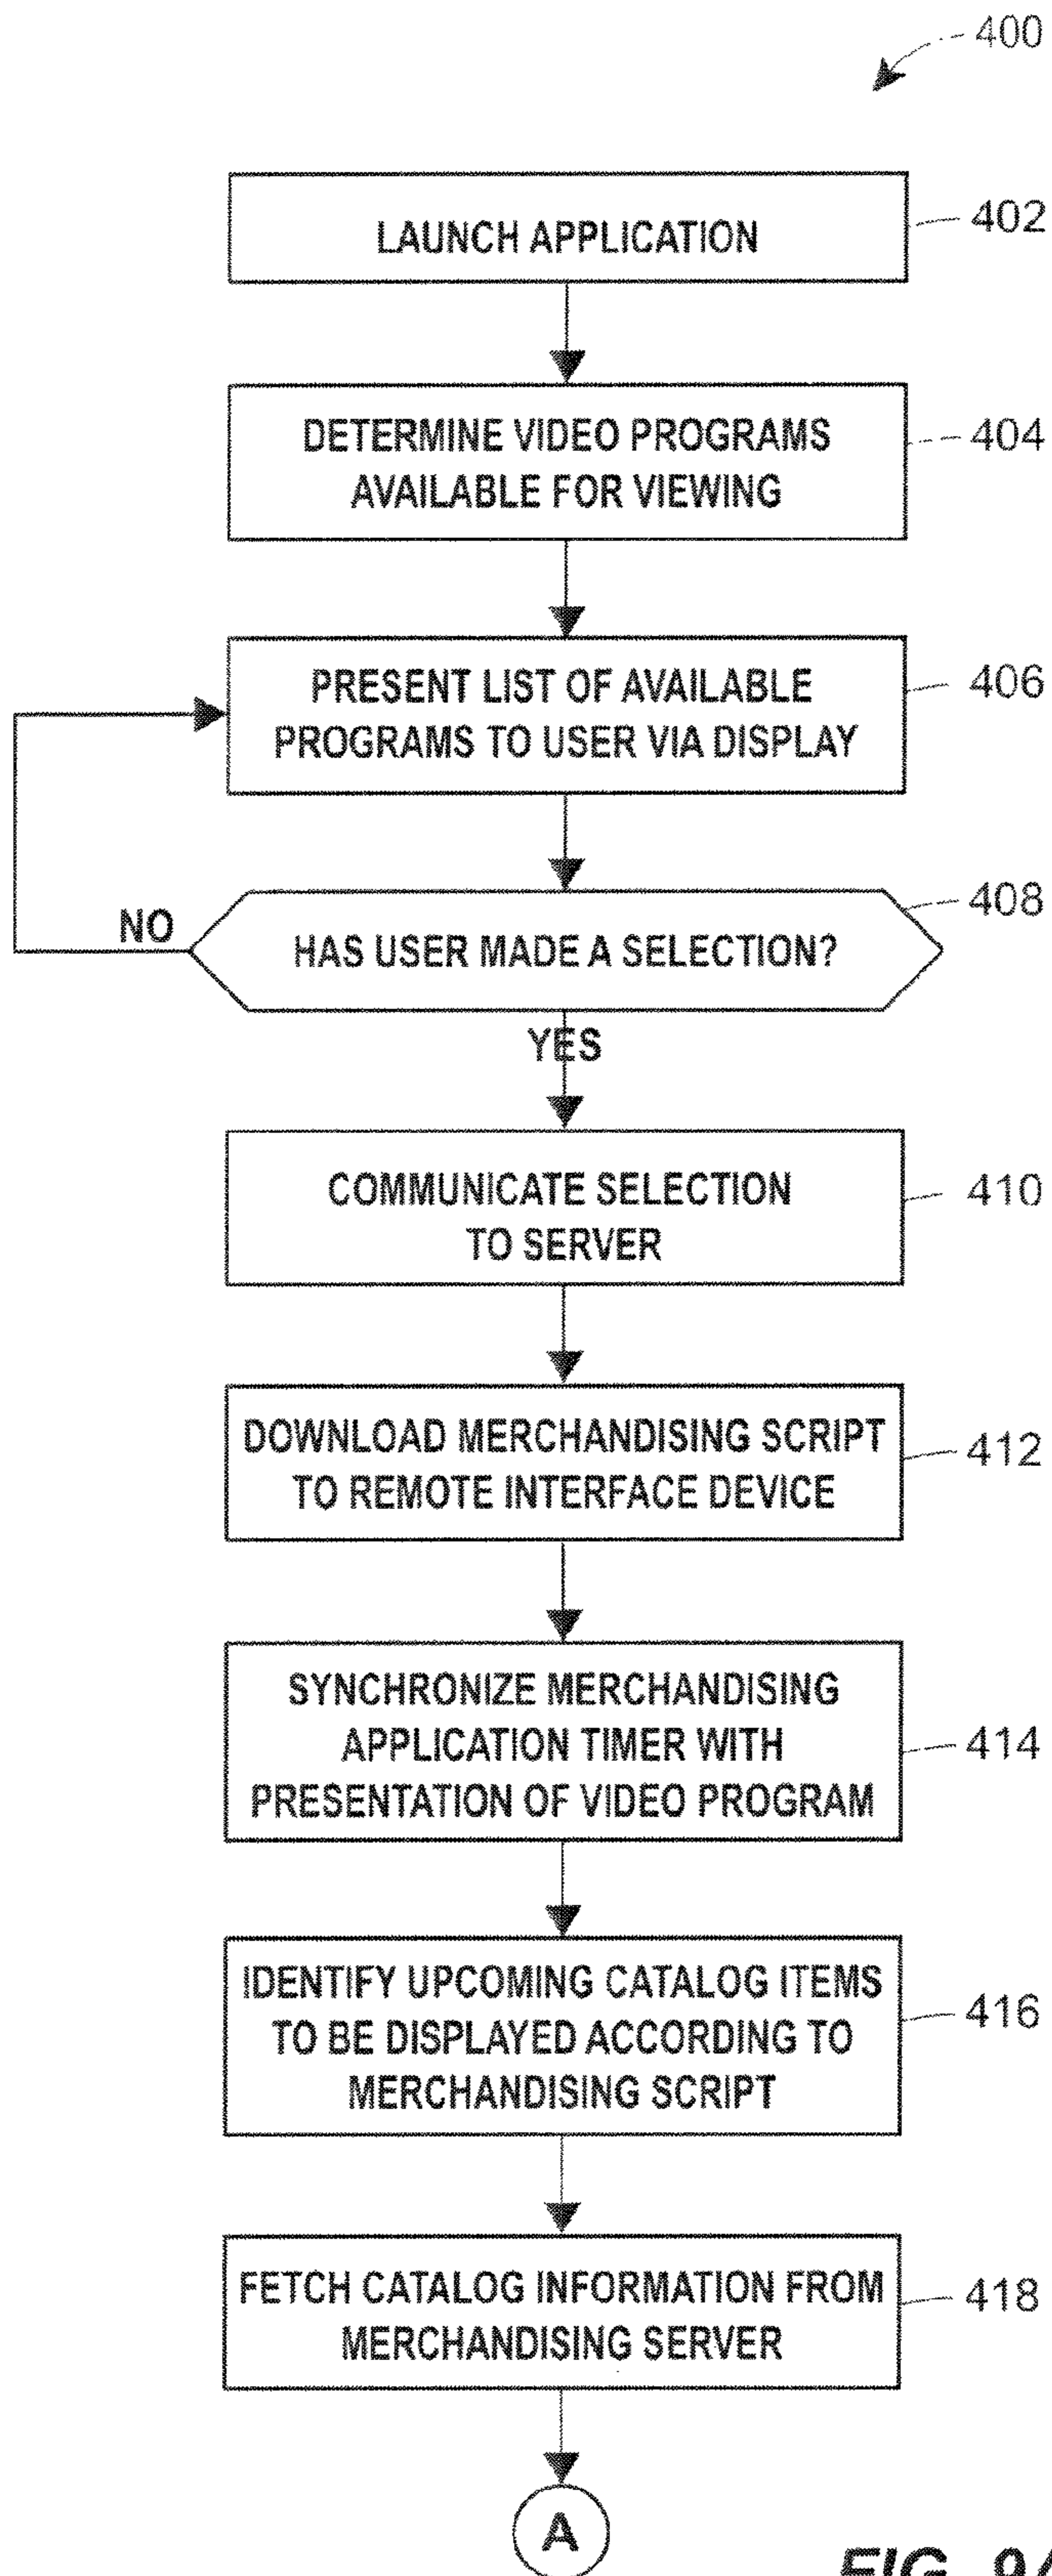 400
LAUNCH APPLICATION
402
DETERMINE VIDEO PROGRAMS
AVAILABLE FOR VIEWING
404
PRESENT LIST OF AVAILABLE
PROGRAMS TO USER VIA DISPLAY
406
NO
HAS USER MADE A SELECTION?
408
YES
COMMUNICATE SELECTION
TO SERVER
410
DOWNLOAD MERCHANDISING SCRIPT
TO REMOTE INTERFACE DEVICE
412
SYNCHRONIZE MERCHANDISING
APPLICATION TIMER WITH
PRESENTATION OF VIDEO PROGRAM
414
IDENTIFY UPCOMING CATALOG ITEMS
TO BE DISPLAYED ACCORDING TO
MERCHANDISING SCRIPT
416
FETCH CATALOG INFORMATION FROM
MERCHANDISING SERVER
418
A
FIG. 9A